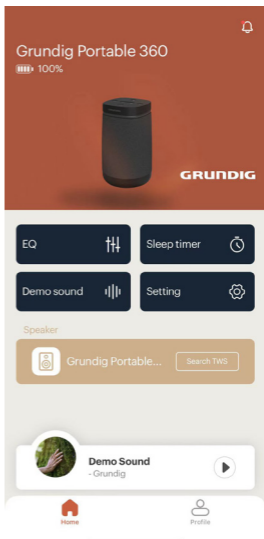 Grundig Portable 360
100%
GRUNDIG
EQ
Sleep timer
Demo sound
Setting
Speaker
Grundig Portable...
Search TWS
Demo Sound
- Grundig
Home
Profile